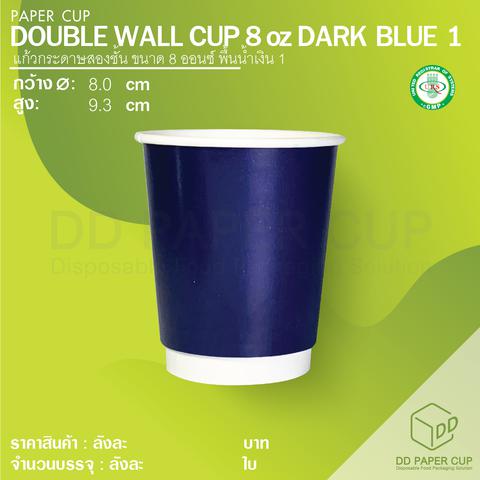 PAPER CUP
DOUBLE WALL CUP 8 oz DARK BLUE 1
แก้วกระดาษสองชั้น ขนาด 8 ออนซ์ พื้นน้ำเงิน 1
กว้าง Ø: 8.0 cm
สูง: 9.3 cm
UNITED REGISTRAR OF SYSTEMS
URS
GMP
DD PAPER CUP
Disposable Food Packaging Solution
ราคาสินค้า : ลังละ บาท
จำนวนบรรจุ : ลังละ ใบ
DD
DD PAPER CUP
Disposable Food Packaging Solution